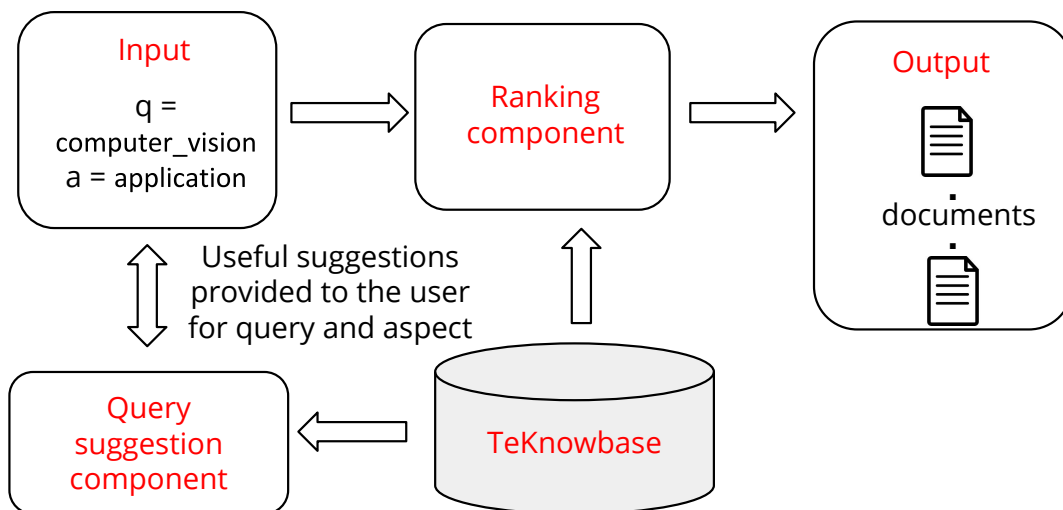 Input
q =
computer_vision
a = application
Ranking
component
Output
documents
Useful suggestions
provided to the user
for query and aspect
Query
suggestion
component
TeKnowbase